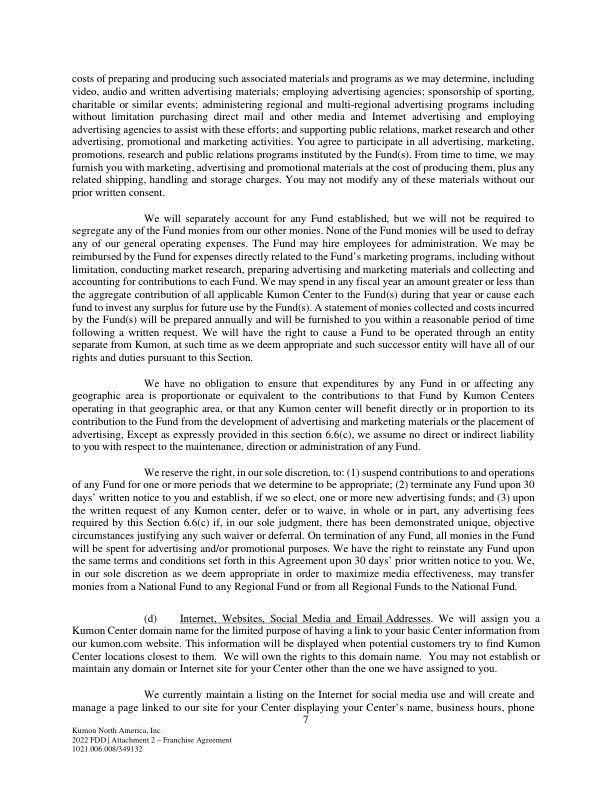 costs of preparing and producing such associated materials and programs as we may determine, including
video, audio and written advertising materials; employing advertising agencies; sponsorship of sporting,
charitable or similar events; administering regional and multi-regional advertising programs including
without limitation purchasing direct mail and other media and Internet advertising and employing
advertising agencies to assist with these efforts; and supporting public relations, market research and other
advertising, promotional and marketing activities. You agree to participate in all advertising, marketing,
promotions, research and public relations programs instituted by the Fund(s). From time to time, we may
furnish you with marketing, advertising and promotional materials at the cost of producing them, plus any
related shipping, handling and storage charges. You may not modify any of these materials without our
prior written consent.
We will separately account for any Fund established, but we will not be required to
segregate any of the Fund monies from our other monies. None of the Fund monies will be used to defray
any of our general operating expenses. The Fund may hire employees for administration. We may be
reimbursed by the Fund for expenses directly related to the Fund's marketing programs, including without
limitation, conducting market research, preparing advertising and marketing materials and collecting and
accounting for contributions to each Fund. We may spend in any fiscal year an amount greater or less than
the aggregate contribution of all applicable Kumon Center to the Fund(s) during that year or cause each
fund to invest any surplus for future use by the Fund(s). A statement of monies collected and costs incurred
by the Fund(s) will be prepared annually and will be furnished to you within a reasonable period of time
following a written request. We will have the right to cause a Fund to be operated through an entity
separate from Kumon, at such time as we deem appropriate and such successor entity will have all of our
rights and duties pursuant to this Section.
We have no obligation to ensure that expenditures by any Fund in or affecting any
geographic area is proportionate or equivalent to the contributions to that Fund by Kumon Centers
operating in that geographic area, or that any Kumon center will benefit directly or in proportion to its
contribution to the Fund from the development of advertising and marketing materials or the placement of
advertising, Except as expressly provided in this section 6.6(c), we assume no direct or indirect liability
to you with respect to the maintenance, direction or administration of any Fund.
We reserve the right, in our sole discretion, to: (1) suspend contributions to and operations
of any Fund for one or more periods that we determine to be appropriate; (2) terminate any Fund upon 30
days' written notice to you and establish, if we so elect, one or more new advertising funds; and (3) upon
the written request of any Kumon center, defer or to waive, in whole or in part, any advertising fees
required by this Section 6.6(c) if, in our sole judgment, there has been demonstrated unique, objective
circumstances justifying any such waiver or deferral. On termination of any Fund, all monies in the Fund
will be spent for advertising and/or promotional purposes. We have the right to reinstate any Fund upon
the same terms and conditions set forth in this Agreement upon 30 days' prior written notice to you. We,
in our sole discretion as we deem appropriate in order to maximize media effectiveness, may transfer
monies from a National Fund to any Regional Fund or from all Regional Funds to the National Fund.
(d) Internet, Websites, Social Media and Email Addresses. We will assign you a
Kumon Center domain name for the limited purpose of having a link to your basic Center information from
our kumon.com website. This information will be displayed when potential customers try to find Kumon
Center locations closest to them. We will own the rights to this domain name. You may not establish or
maintain any domain or Internet site for your Center other than the one we have assigned to you.
We currently maintain a listing on the Internet for social media use and will create and
manage a page linked to our site for your Center displaying your Center's name, business hours, phone
7
Kumon North America, Inc.
2022 FDD | Attachment 2 – Franchise Agreement
1021.006.008/349132